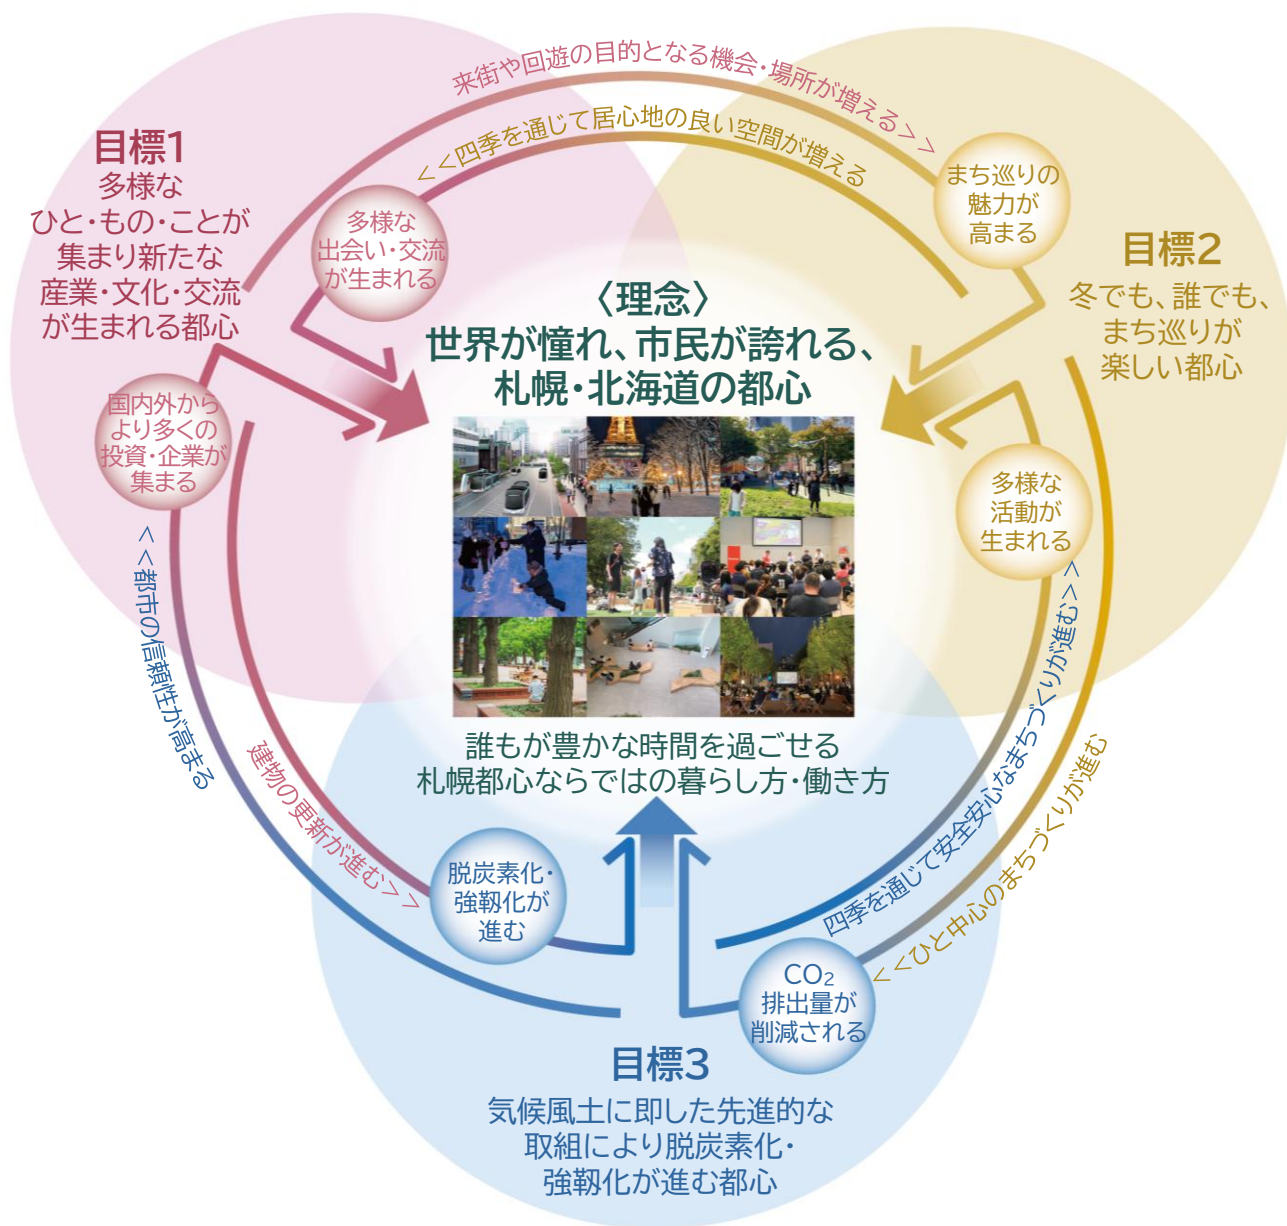 来街や回遊の目的となる機会・場所が増える＞＞
＜＜四季を通じて居心地の良い空間が増える
目標1
多様な
ひと・もの・ことが
集まり新たな
産業・文化・交流
が生まれる都心
多様な
出会い・交流
が生まれる
まち巡りの
魅力が
高まる
目標2
冬でも、誰でも、
まち巡りが
楽しい都心
〈理念〉
世界が憧れ、市民が誇れる、
札幌・北海道の都心
国内外から
より多くの
投資・企業が
集まる
多様な
活動が
生まれる
＜＜都市の信頼性が高まる
建物の更新が進む＞＞
誰もが豊かな時間を過ごせる
札幌都心ならではの暮らし方・働き方
四季を通じて安全安心なまちづくりが進む＞＞
＜＜ひと中心のまちづくりが進む
脱炭素化・
強靱化が
進む
CO₂
排出量が
削減される
目標3
気候風土に即した先進的な
取組により脱炭素化・
強靱化が進む都心